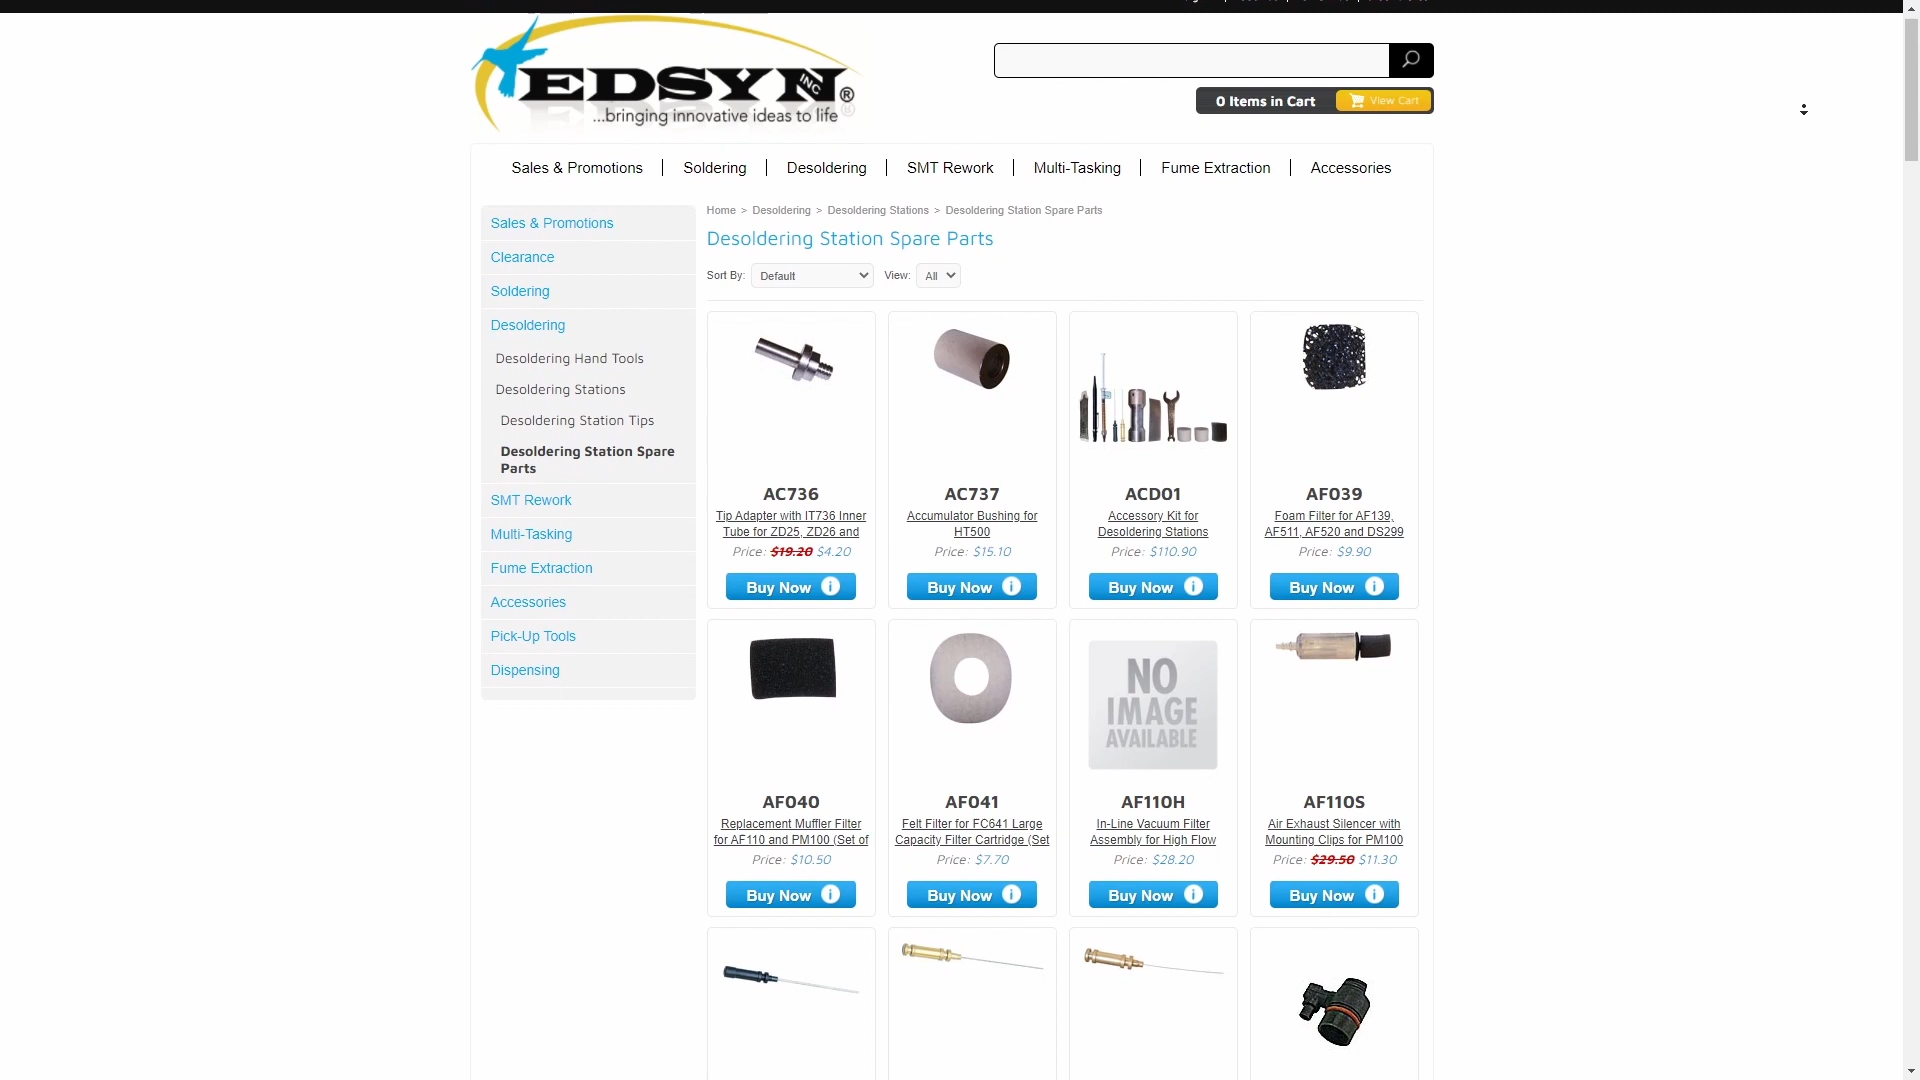 EDSYN INC ®
...bringing innovative ideas to life
0 Items in Cart
View Cart
Sales & Promotions
Soldering
Desoldering
SMT Rework
Multi-Tasking
Fume Extraction
Accessories
Sales & Promotions
Clearance
Soldering
Desoldering
Desoldering Hand Tools
Desoldering Stations
Desoldering Station Tips
Desoldering Station Spare
Parts
SMT Rework
Multi-Tasking
Fume Extraction
Accessories
Pick-Up Tools
Dispensing
Home > Desoldering > Desoldering Stations > Desoldering Station Spare Parts
Desoldering Station Spare Parts
Sort By: Default View: All
AC736
Tip Adapter with IT736 Inner
Tube for ZD25, ZD26 and
Price: $19.20 $4.20
Buy Now
AC737
Accumulator Bushing for
HT500
Price: $15.10
Buy Now
ACD01
Accessory Kit for
Desoldering Stations
Price: $110.90
Buy Now
AF039
Foam Filter for AF139,
AF511, AF520 and DS299
Price: $9.90
Buy Now
AF040
Replacement Muffler Filter
for AF110 and PM100 (Set of
Price: $10.50
Buy Now
AF041
Felt Filter for FC641 Large
Capacity Filter Cartridge (Set
Price: $7.70
Buy Now
NO
IMAGE
AVAILABLE
AF110H
In-Line Vacuum Filter
Assembly for High Flow
Price: $28.20
Buy Now
AF110S
Air Exhaust Silencer with
Mounting Clips for PM100
Price: $29.50 $11.30
Buy Now